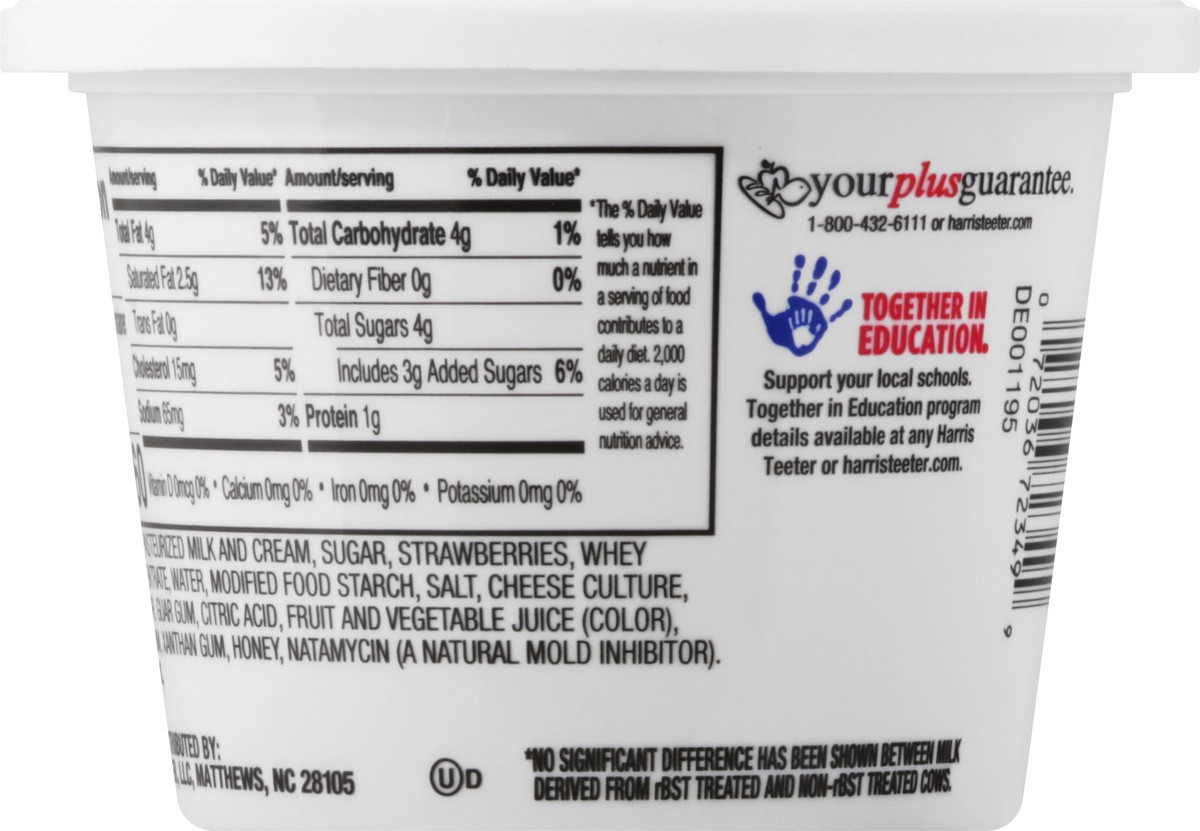 Amount/serving % Daily Value* Amount/serving % Daily Value*
Total Fat 4g 5% Total Carbohydrate 4g 1%
Saturated Fat 2.5g 13% Dietary Fiber 0g 0%
Trans Fat 0g Total Sugars 4g
Cholesterol 15mg 5% Includes 3g Added Sugars 6%
Sodium 65mg 3% Protein 1g
Vitamin D 0mcg 0% • Calcium 0mg 0% • Iron 0mg 0% • Potassium 0mg 0%
*The % Daily Value
tells you how
much a nutrient in
a serving of food
contributes to a
daily diet. 2,000
calories a day is
used for general
nutrition advice.
MILK AND CREAM, SUGAR, STRAWBERRIES, WHEY
WATER, MODIFIED FOOD STARCH, SALT, CHEESE CULTURE,
GUAR GUM, CITRIC ACID, FRUIT AND VEGETABLE JUICE (COLOR),
XANTHAN GUM, HONEY, NATAMYCIN (A NATURAL MOLD INHIBITOR).
BY:
LLC, MATTHEWS, NC 28105
U D
*NO SIGNIFICANT DIFFERENCE HAS BEEN SHOWN BETWEEN MILK
DERIVED FROM rBST TREATED AND NON-rBST TREATED COWS.
yourplusguarantee.
1-800-432-6111 or harristeeter.com
TOGETHER IN
EDUCATION.
Support your local schools.
Together in Education program
details available at any Harris
Teeter or harristeeter.com.
DE001195
0 72036 72349 9